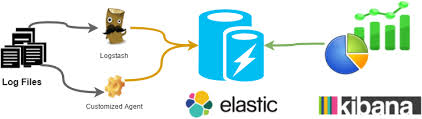 Logstash
Log Files
Customized Agent
elastic
kibana